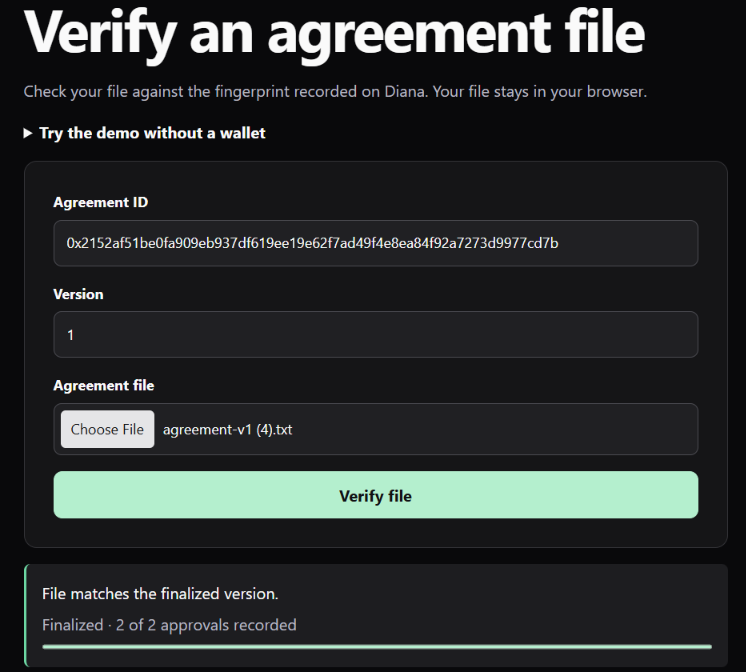 Verify an agreement file
Check your file against the fingerprint recorded on Diana. Your file stays in your browser.
▶ Try the demo without a wallet
Agreement ID
0x2152af51be0fa909eb937df619ee19e62f7ad49f4e8ea84f92a7273d9977cd7b
Version
1
Agreement file
Choose File agreement-v1 (4).txt
Verify file
File matches the finalized version.
Finalized · 2 of 2 approvals recorded